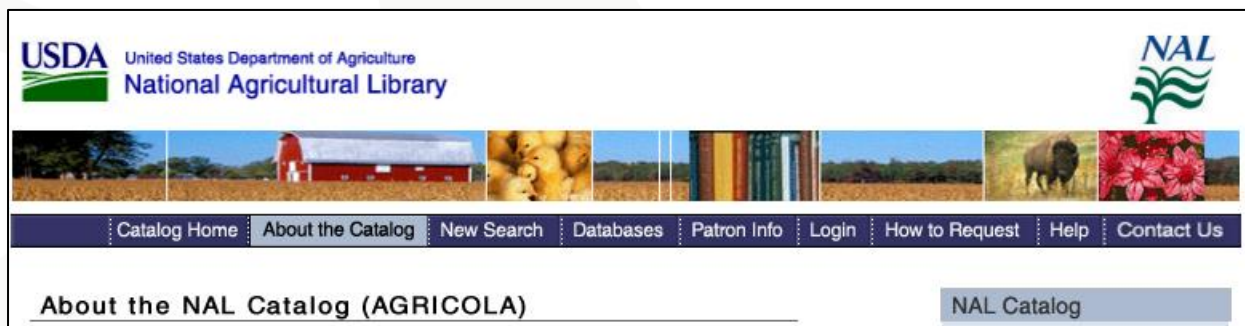 USDA
United States Department of Agriculture
National Agricultural Library
NAL
Catalog Home About the Catalog New Search Databases Patron Info Login How to Request Help Contact Us
About the NAL Catalog (AGRICOLA)
NAL Catalog